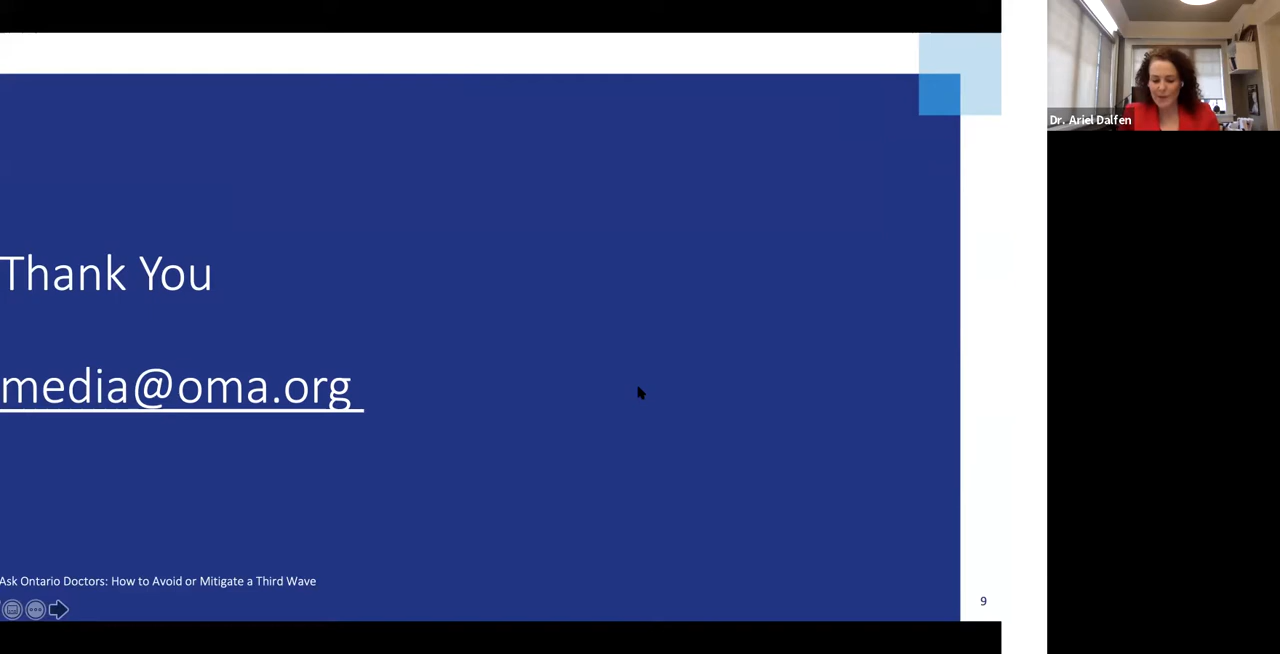 Dr. Ariel Dalfen
Thank You
media@oma.org
Ask Ontario Doctors: How to Avoid or Mitigate a Third Wave
9